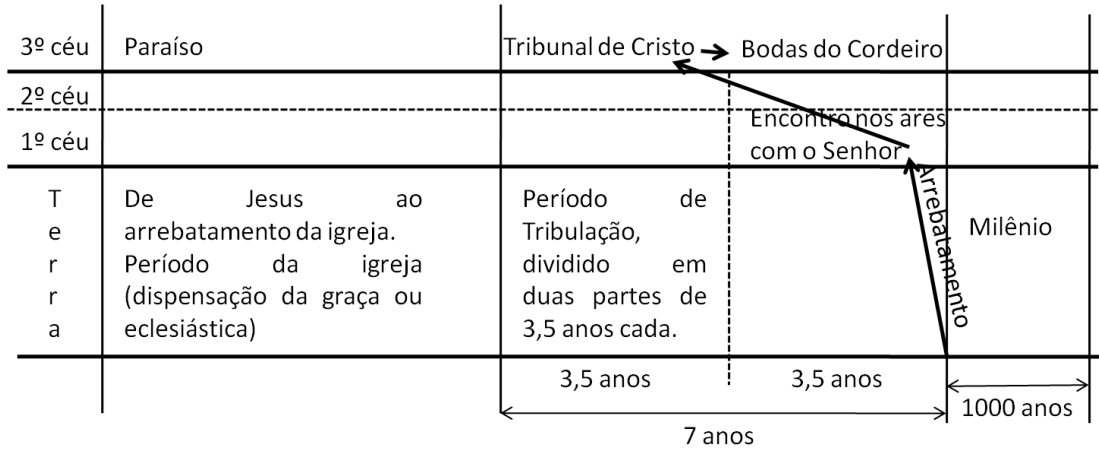 3º céu
Paraíso
Tribunal de Cristo
Bodas do Cordeiro
2º céu
1º céu
Encontro nos ares
com o Senhor
Arrebatamento
T
e
r
r
a
De Jesus ao
arrebatamento da igreja.
Período da igreja
(dispensação da graça ou
eclesiástica)
Período de
Tribulação,
dividido em
duas partes de
3,5 anos cada.
Milênio
3,5 anos
3,5 anos
1000 anos
7 anos